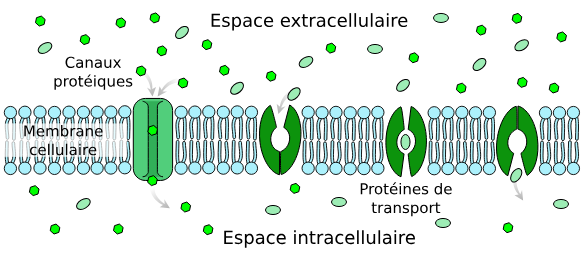 Espace extracellulaire
Canaux
protéiques
Membrane
cellulaire
Protéines de
transport
Espace intracellulaire